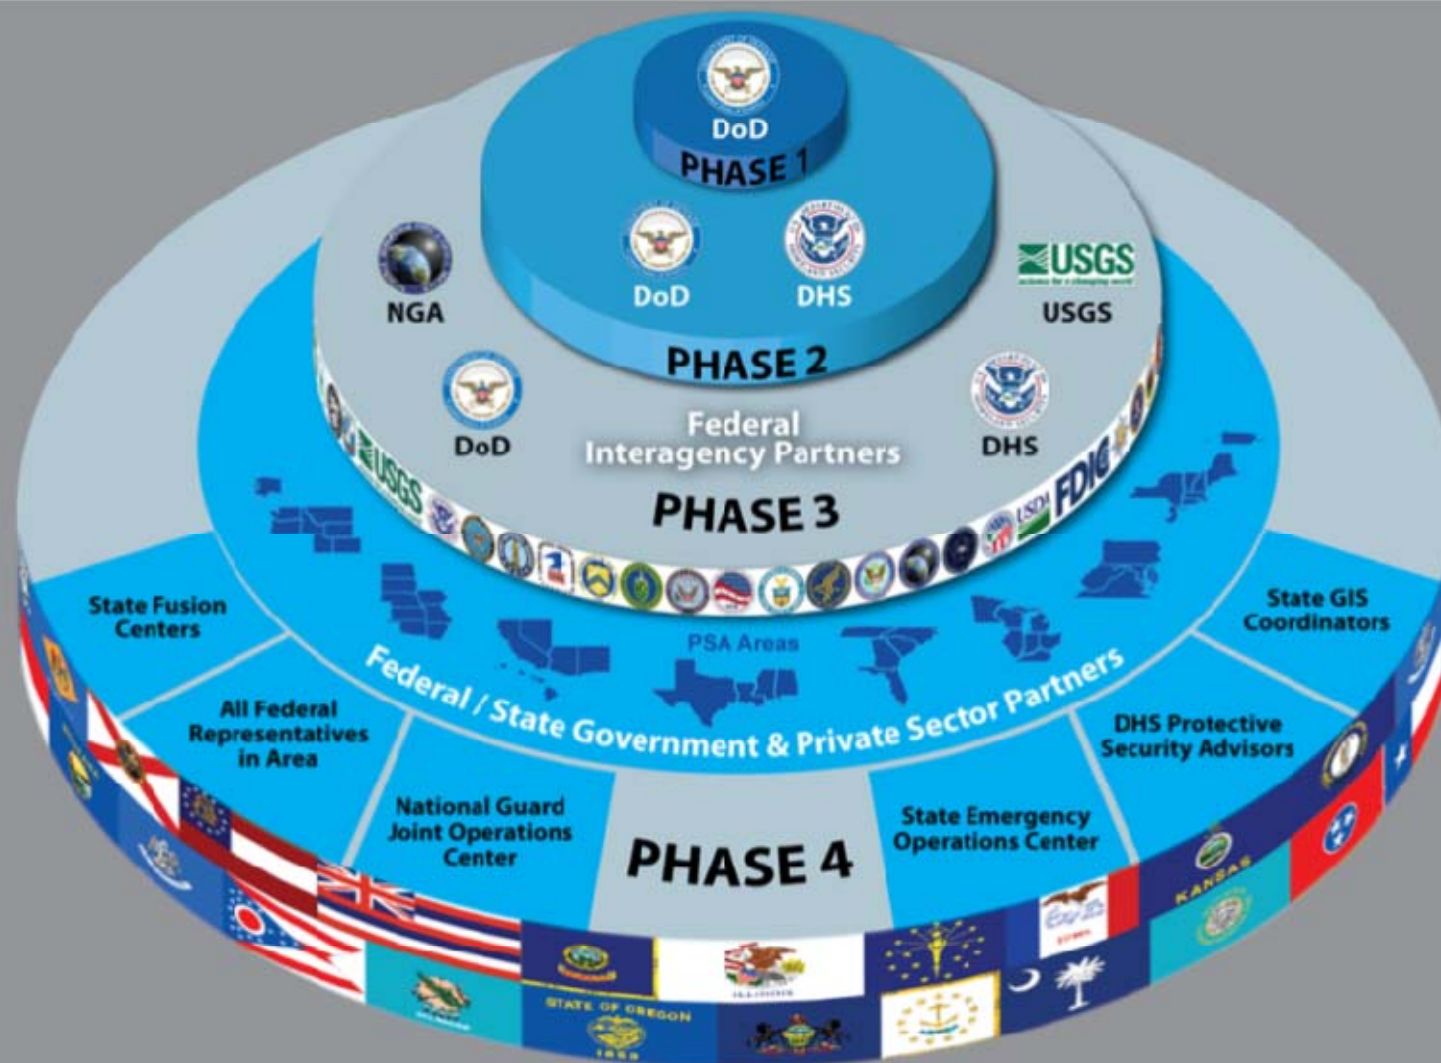 DoD
PHASE 1
DoD
DHS
PHASE 2
NGA
USGS
USGS
DoD
DHS
Federal
Interagency Partners
PHASE 3
USGS
USDA
FDIC
PSA Areas
Federal / State Government & Private Sector Partners
State Fusion
Centers
All Federal
Representatives
in Area
National Guard
Joint Operations
Center
PHASE 4
State Emergency
Operations Center
DHS Protective
Security Advisors
State GIS
Coordinators
KANSAS
ILLINOIS
STATE OF OREGON
1859